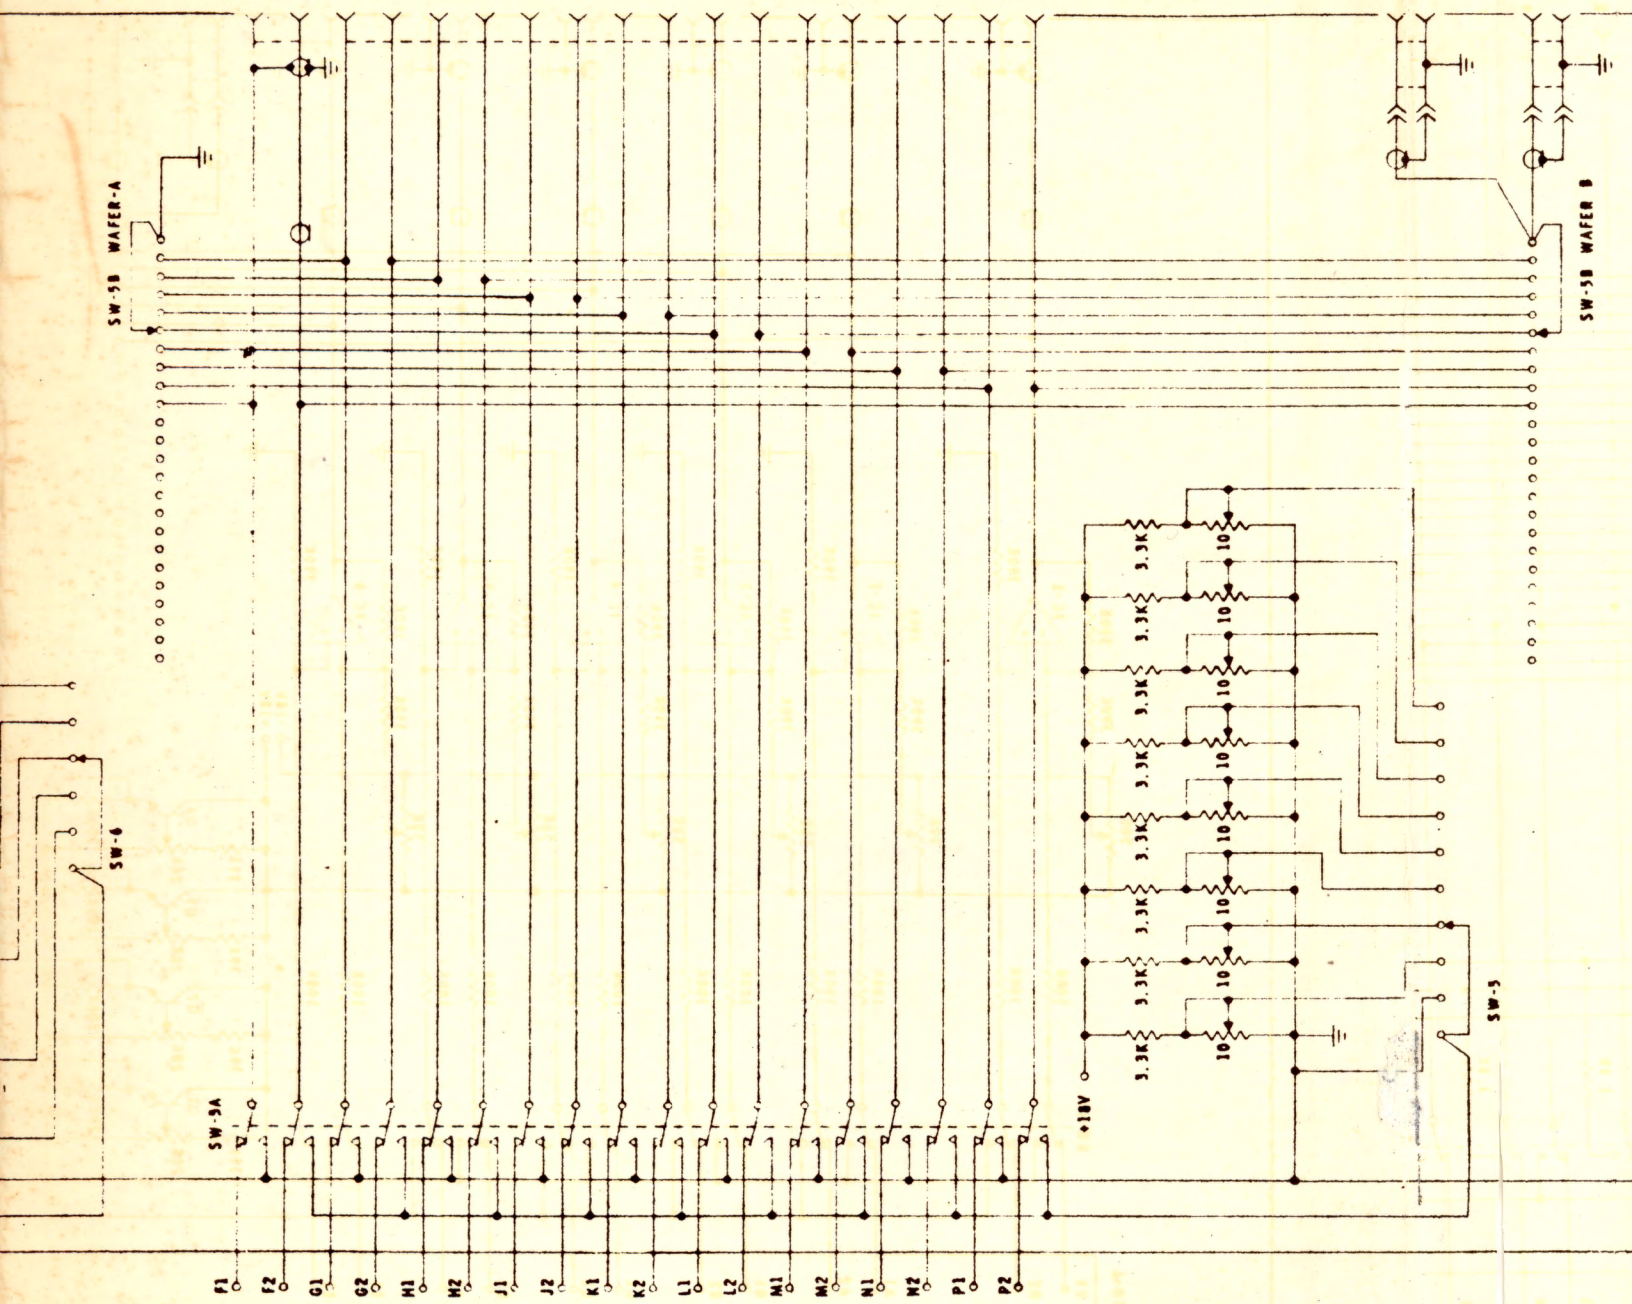 SW-5B WAFER-A
SW-5B WAFER B
3.3K 10
3.3K 10
3.3K 10
3.3K 10
3.3K 10
3.3K 10
3.3K 10
3.3K 10
SW-6
SW-5
SW-5A
+18V
F1 F2 G1 G2 H1 H2 J1 J2 K1 K2 L1 L2 M1 M2 N1 N2 P1 P2